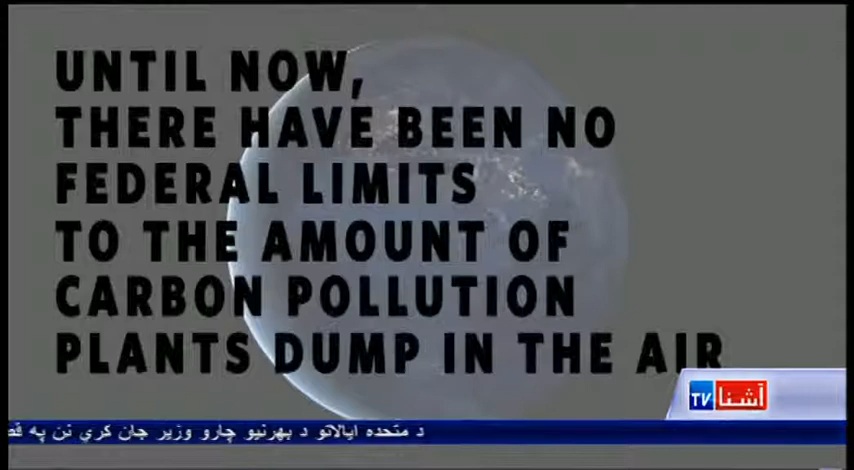 UNTIL NOW,
THERE HAVE BEEN NO
FEDERAL LIMITS
TO THE AMOUNT OF
CARBON POLLUTION
PLANTS DUMP IN THE AIR
TV آشنا
د متحده ایالاتو د بهرنیو چارو وزیر جان کري نن په